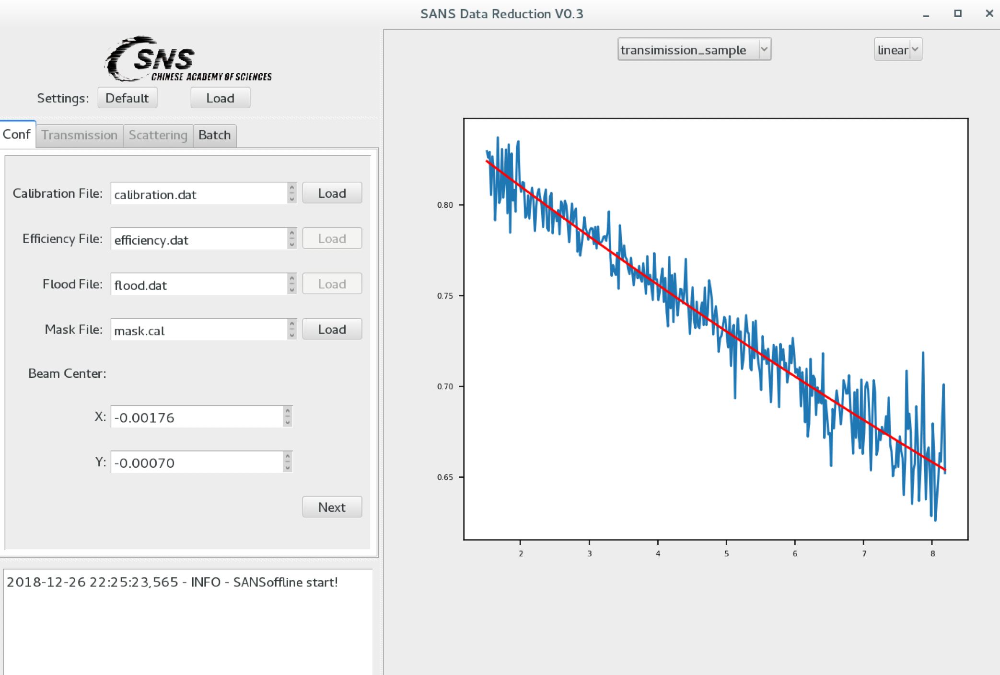 SANS Data Reduction V0.3
CSNS
CHINESE ACADEMY OF SCIENCES
Settings: Default Load
Conf Transmission Scattering Batch
Calibration File: calibration.dat Load
Efficiency File: efficiency.dat Load
Flood File: flood.dat Load
Mask File: mask.cal Load
Beam Center:
X: -0.00176
Y: -0.00070
Next
2018-12-26 22:25:23,565 - INFO - SANSoffline start!
transimission_sample linear
0.80
0.75
0.70
0.65
2 3 4 5 6 7 8